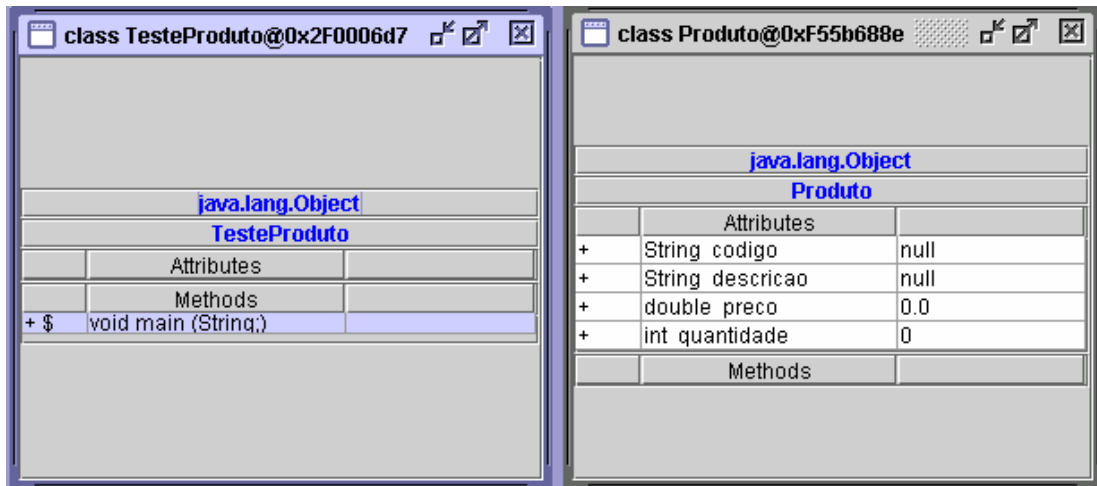 class TesteProduto@0x2F0006d7
java.lang.Object
TesteProduto
Attributes
Methods
+ $ void main (String;)
class Produto@0xF55b688e
java.lang.Object
Produto
Attributes
+ String codigo null
+ String descricao null
+ double preco 0.0
+ int quantidade 0
Methods